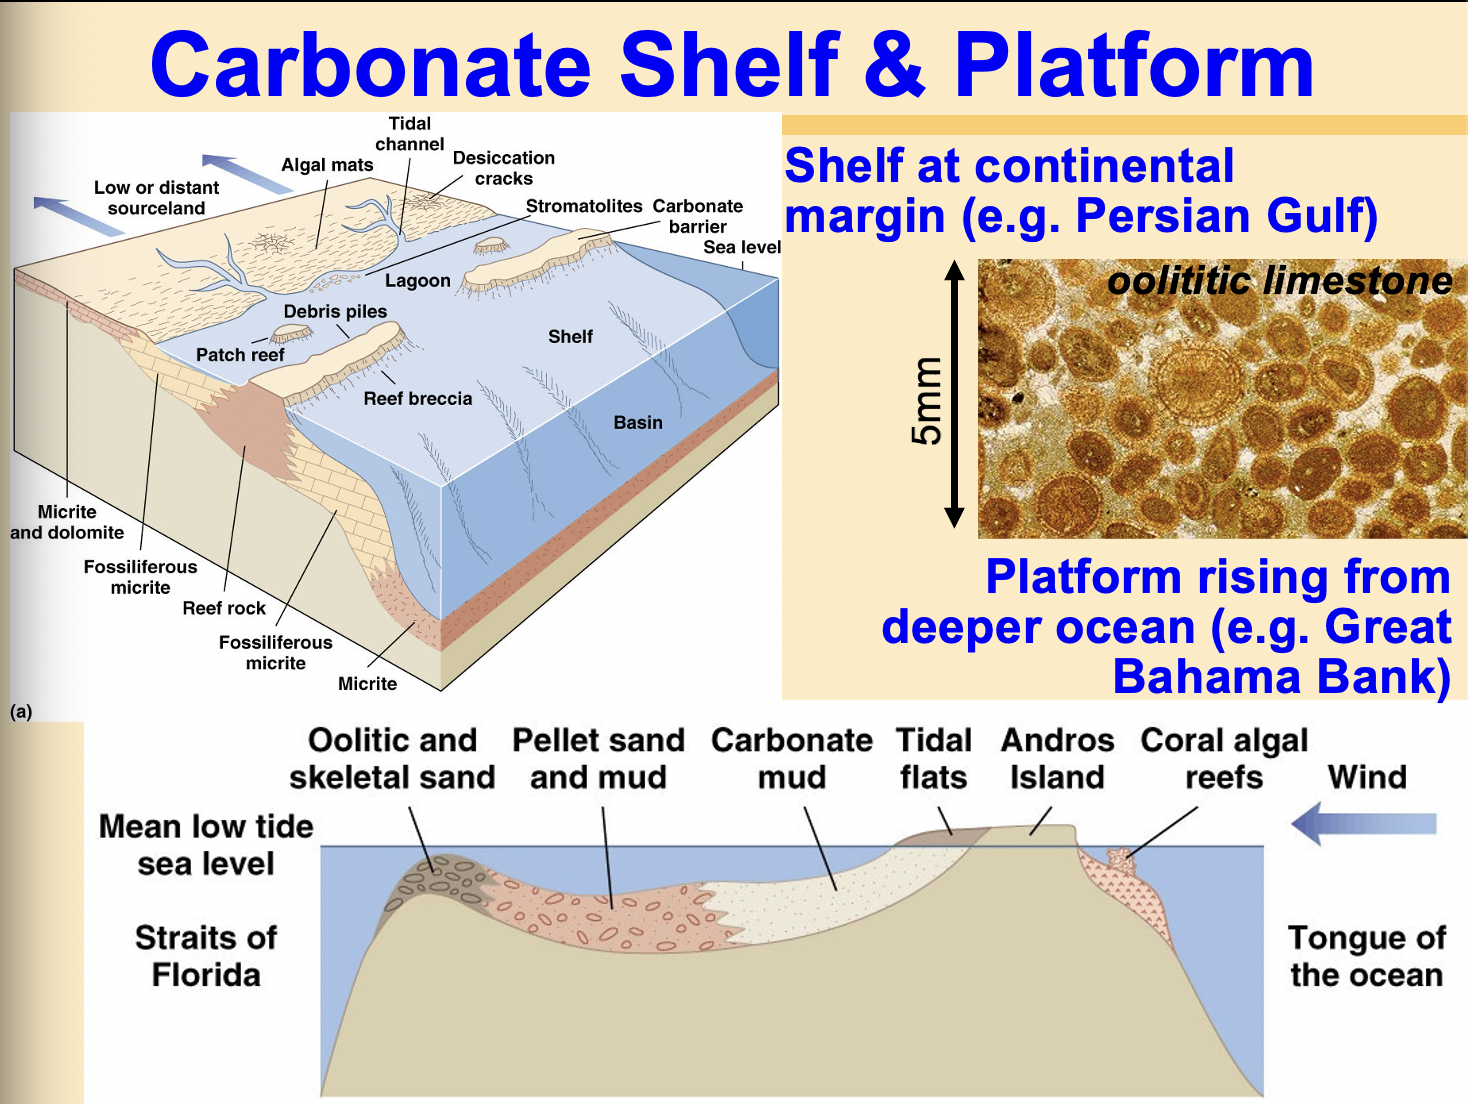 Carbonate Shelf & Platform
Tidal
channel
Algal mats
Desiccation
cracks
Low or distant
sourceland
Stromatolites
Carbonate
barrier
Sea level
Lagoon
Debris piles
Patch reef
Shelf
Reef breccia
Basin
Micrite
and dolomite
Fossiliferous
micrite
Reef rock
Fossiliferous
micrite
Micrite
(a)
Shelf at continental
margin (e.g. Persian Gulf)
oolititic limestone
5mm
Platform rising from
deeper ocean (e.g. Great
Bahama Bank)
Oolitic and
skeletal sand
Pellet sand
and mud
Carbonate
mud
Tidal
flats
Andros
Island
Coral algal
reefs
Wind
Mean low tide
sea level
Straits of
Florida
Tongue of
the ocean